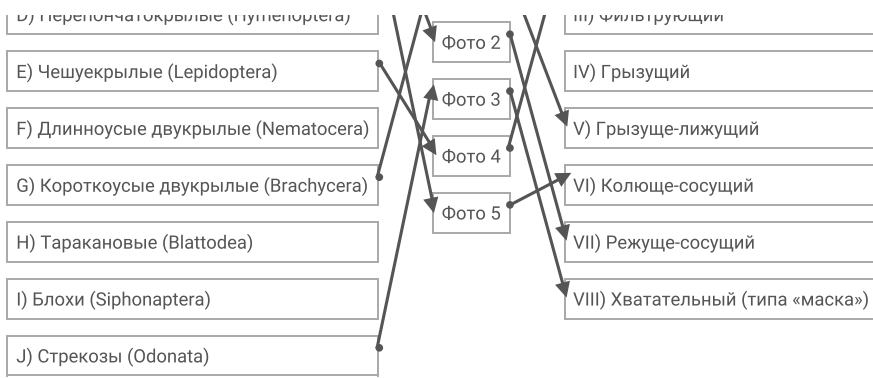 D) Перепончатокрылые (Hymenoptera)
E) Чешуекрылые (Lepidoptera)
F) Длинноусые двукрылые (Nematocera)
G) Короткоусые двукрылые (Brachycera)
H) Таракановые (Blattodea)
I) Блохи (Siphonaptera)
J) Стрекозы (Odonata)
Фото 2
Фото 3
Фото 4
Фото 5
III) Фильтрующий
IV) Грызущий
V) Грызуще-лижущий
VI) Колюще-сосущий
VII) Режуще-сосущий
VIII) Хватательный (типа «маска»)